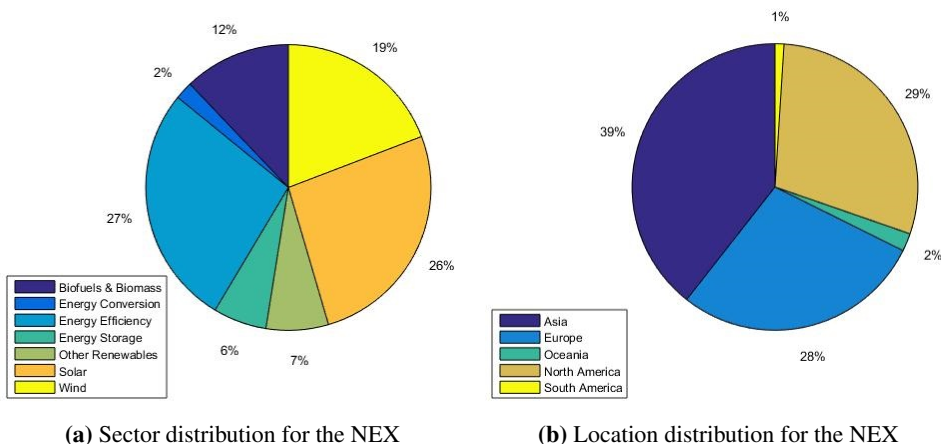 12%
19%
2%
27%
26%
6%
7%
Biofuels & Biomass
Energy Conversion
Energy Efficiency
Energy Storage
Other Renewables
Solar
Wind
(a) Sector distribution for the NEX
1%
29%
39%
2%
28%
Asia
Europe
Oceania
North America
South America
(b) Location distribution for the NEX